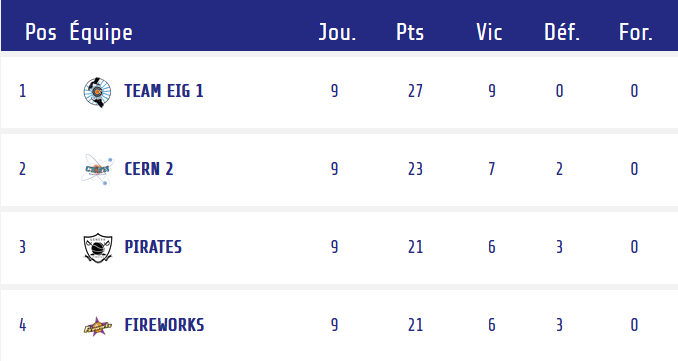 Pos Équipe Jou. Pts Vic Déf. For.
1 TEAM EIG 1 9 27 9 0 0
2 CERN 2 9 23 7 2 0
3 PIRATES 9 21 6 3 0
4 FIREWORKS 9 21 6 3 0